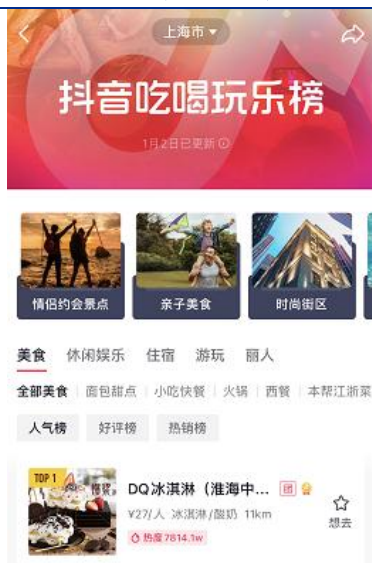 上海市
抖音吃喝玩乐榜
1月2日已更新
情侣约会景点
亲子美食
时尚街区
美食 休闲娱乐 住宿 游玩 丽人
全部美食 面包甜点 小吃快餐 火锅 西餐 本帮江浙菜
人气榜 好评榜 热销榜
TOP 1
DQ冰淇淋（淮海中... 团
¥27/人 冰淇淋/酸奶 11km
想去
热度7814.1w